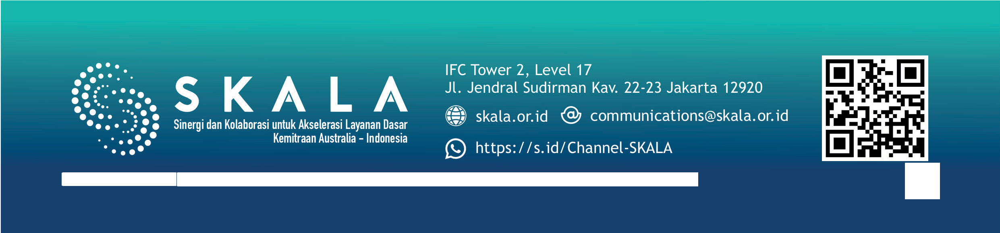 SKALA
Sinergi dan Kolaborasi untuk Akselerasi Layanan Dasar
Kemitraan Australia – Indonesia
IFC Tower 2, Level 17
Jl. Jendral Sudirman Kav. 22-23 Jakarta 12920
skala.or.id
communications@skala.or.id
https://s.id/Channel-SKALA